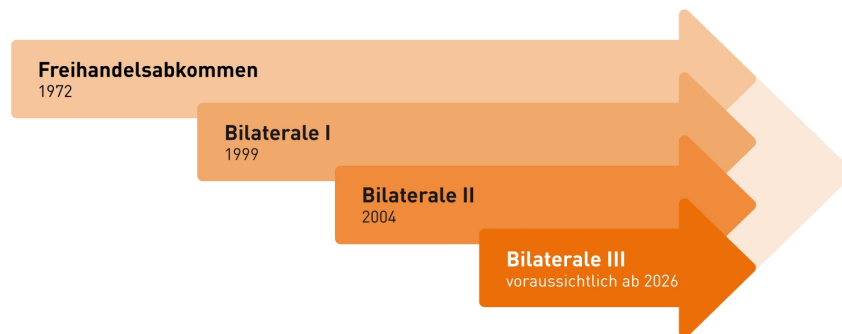 Freihandelsabkommen
1972
Bilaterale I
1999
Bilaterale II
2004
Bilaterale III
voraussichtlich ab 2026